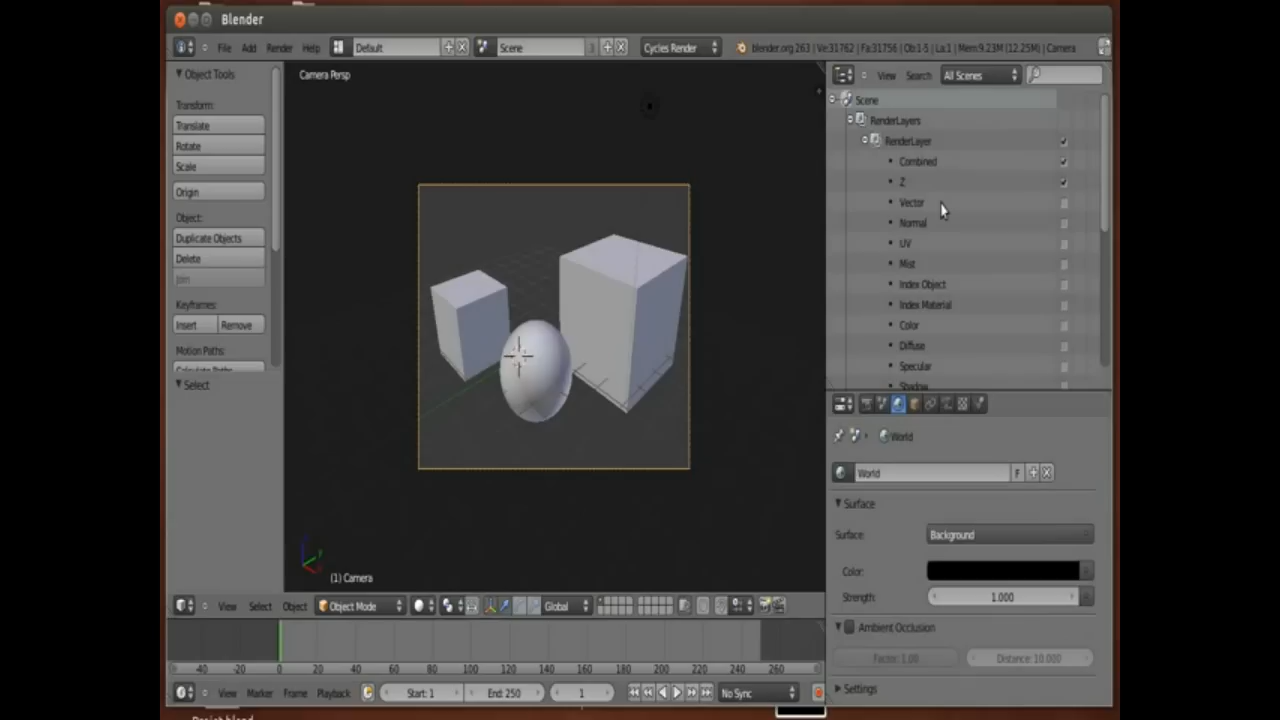 Blender
File Add Render Help Default Scene 3 Cycles Render blender.org 263 | Ve:31762 | Fa:31756 | Ob:1-5 | La:1 | Mem:9.23M (12.25M) | Camera
Object Tools
Transform:
Translate
Rotate
Scale
Origin
Object:
Duplicate Objects
Delete
Join
Keyframes:
Insert Remove
Motion Paths:
Calculate Paths
Select
Camera Persp
(1) Camera
View Select Object Object Mode Global
-40 -20 0 20 40 60 80 100 120 140 160 180 200 220 240 260
View Marker Frame Playback Start: 1 End: 250 1 No Sync
View Search All Scenes
Scene
RenderLayers
RenderLayer
Combined
Z
Vector
Normal
UV
Mist
Index Object
Index Material
Color
Diffuse
Specular
Shadow
World
World F
Surface
Surface: Background
Color:
Strength: 1.000
Ambient Occlusion
Factor: 1.00 Distance: 10.000
Settings